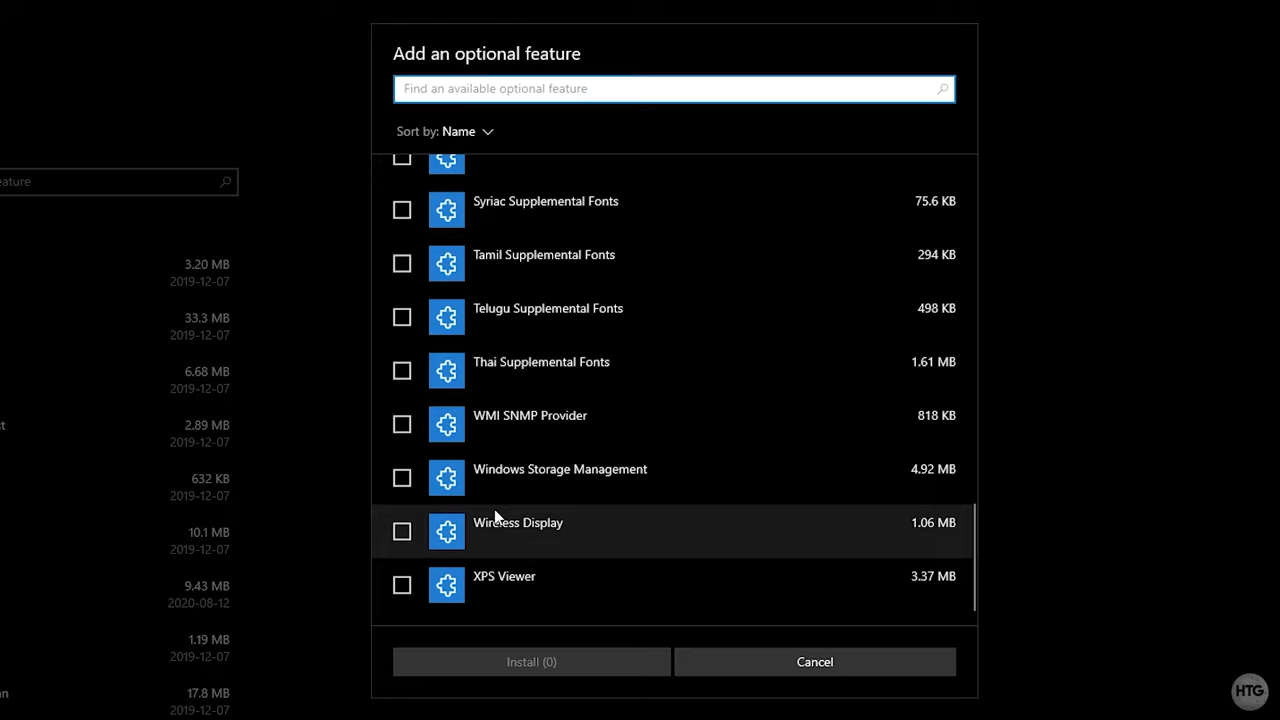 Add an optional feature
Find an available optional feature
Sort by: Name
eature
Syriac Supplemental Fonts 75.6 KB
Tamil Supplemental Fonts 294 KB
3.20 MB
2019-12-07
Telugu Supplemental Fonts 498 KB
33.3 MB
2019-12-07
Thai Supplemental Fonts 1.61 MB
6.68 MB
2019-12-07
WMI SNMP Provider 818 KB
st 2.89 MB
2019-12-07
Windows Storage Management 4.92 MB
632 KB
2019-12-07
Wireless Display 1.06 MB
10.1 MB
2019-12-07
XPS Viewer 3.37 MB
9.43 MB
2020-08-12
1.19 MB
2019-12-07
Install (0) Cancel
an 17.8 MB
2019-12-07
HTG